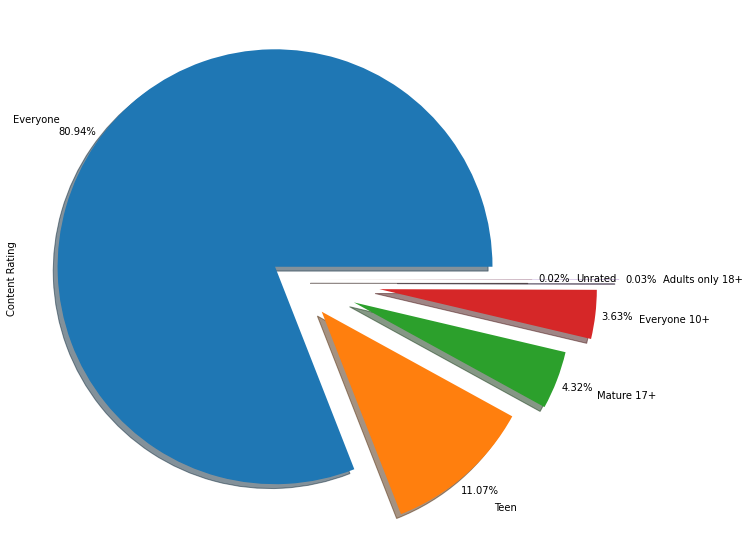 Everyone
80.94%
Content Rating
0.02% Unrated
0.03% Adults only 18+
3.63% Everyone 10+
4.32% Mature 17+
11.07%
Teen